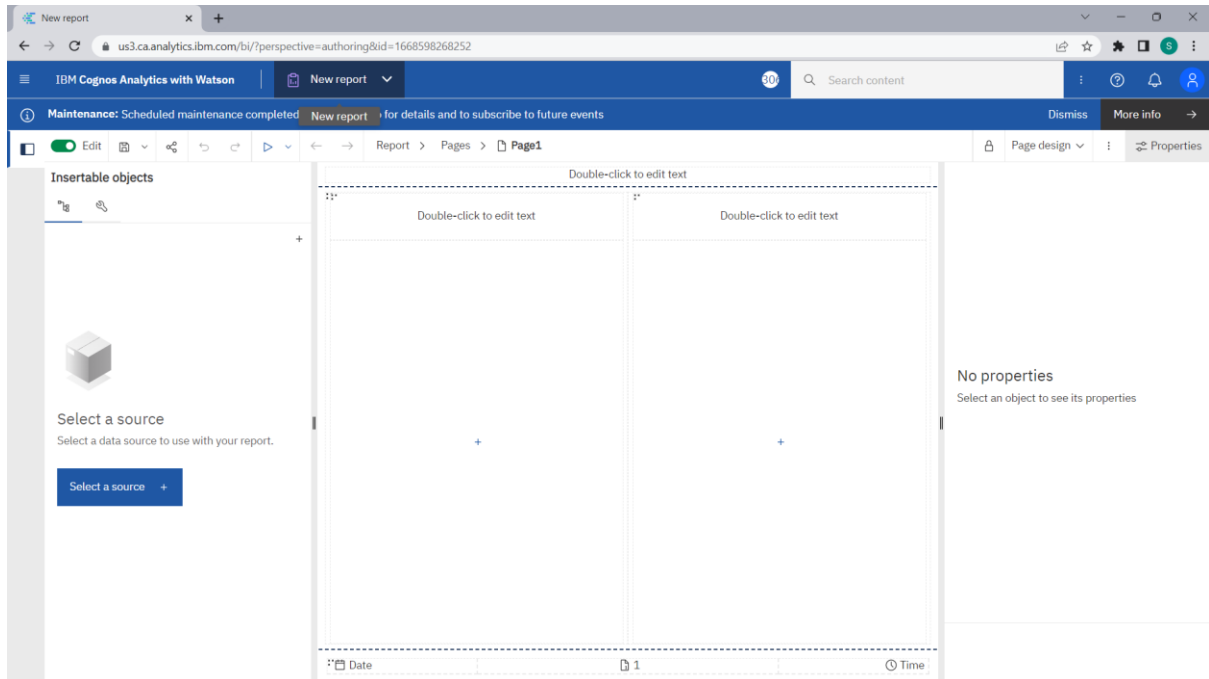 New report
us3.ca.analytics.ibm.com/bi/?perspective=authoring&id=1668598268252
S
IBM Cognos Analytics with Watson
New report
Search content
Maintenance: Scheduled maintenance completed
New report
for details and to subscribe to future events
Dismiss
More info
Edit
Report > Pages > Page1
Page design
Properties
Insertable objects
Double-click to edit text
Double-click to edit text
Double-click to edit text
Select a source
Select a data source to use with your report.
Select a source +
No properties
Select an object to see its properties
Date
1
Time